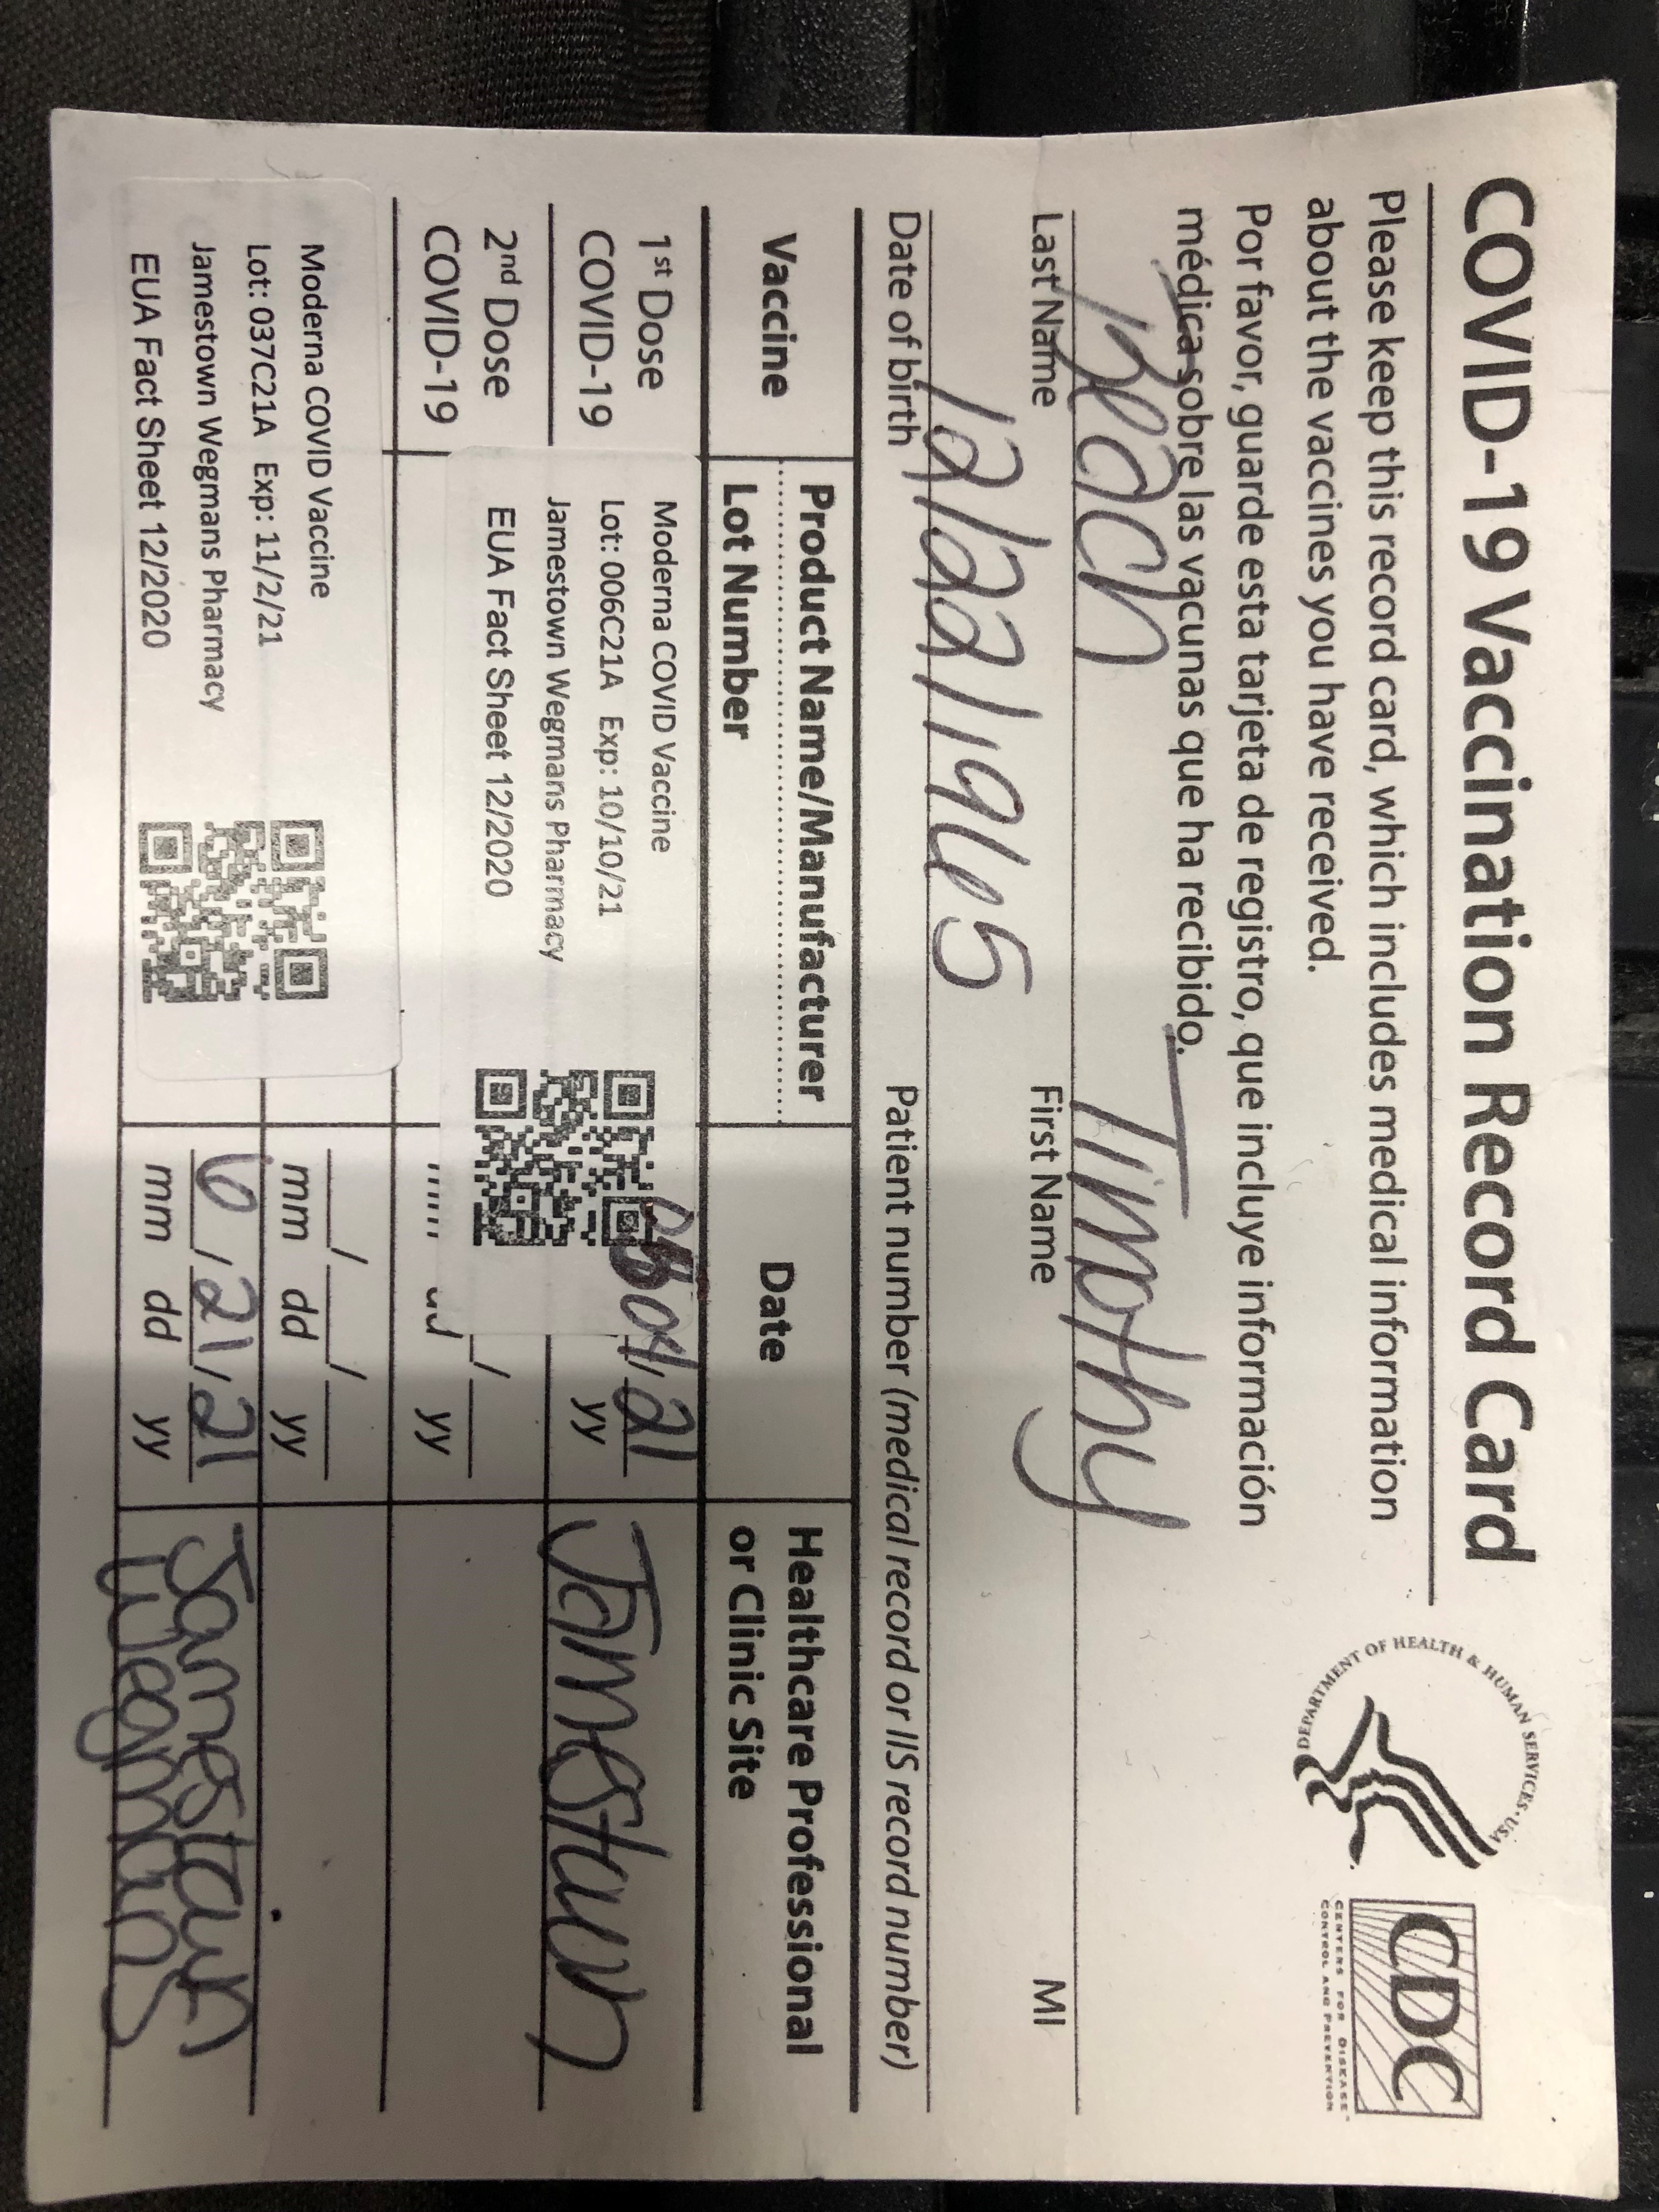 COVID-19 Vaccination Record Card
Please keep this record card, which includes medical information
about the vaccines you have received.
Por favor, guarde esta tarjeta de registro, que incluye información
médica sobre las vacunas que ha recibido.
DEPARTMENT OF HEALTH & HUMAN SERVICES • USA
CDC
CENTERS FOR DISEASE
CONTROL AND PREVENTION
Timothy
Last Name First Name MI
12/22/1965
Date of birth Patient number (medical record or IIS record number)
Vaccine Product Name/Manufacturer Date Healthcare Professional
Lot Number or Clinic Site
1st Dose
COVID-19
Moderna COVID Vaccine
Lot: 006C21A Exp: 10/10/21
Jamestown Wegmans Pharmacy
EUA Fact Sheet 12/2020
/21
yy
Jamestown
2nd Dose
COVID-19
yy
mm dd yy
Moderna COVID Vaccine
Lot: 037C21A Exp: 11/2/21
Jamestown Wegmans Pharmacy
EUA Fact Sheet 12/2020
6/21/21
mm dd yy
Jamestown
Wegmans